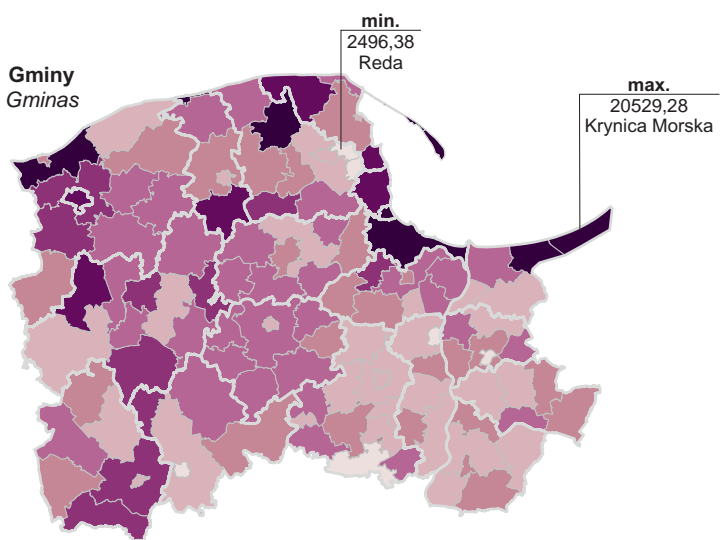 min.
2496,38
Reda
Gminy
Gminas
max.
20529,28
Krynica Morska